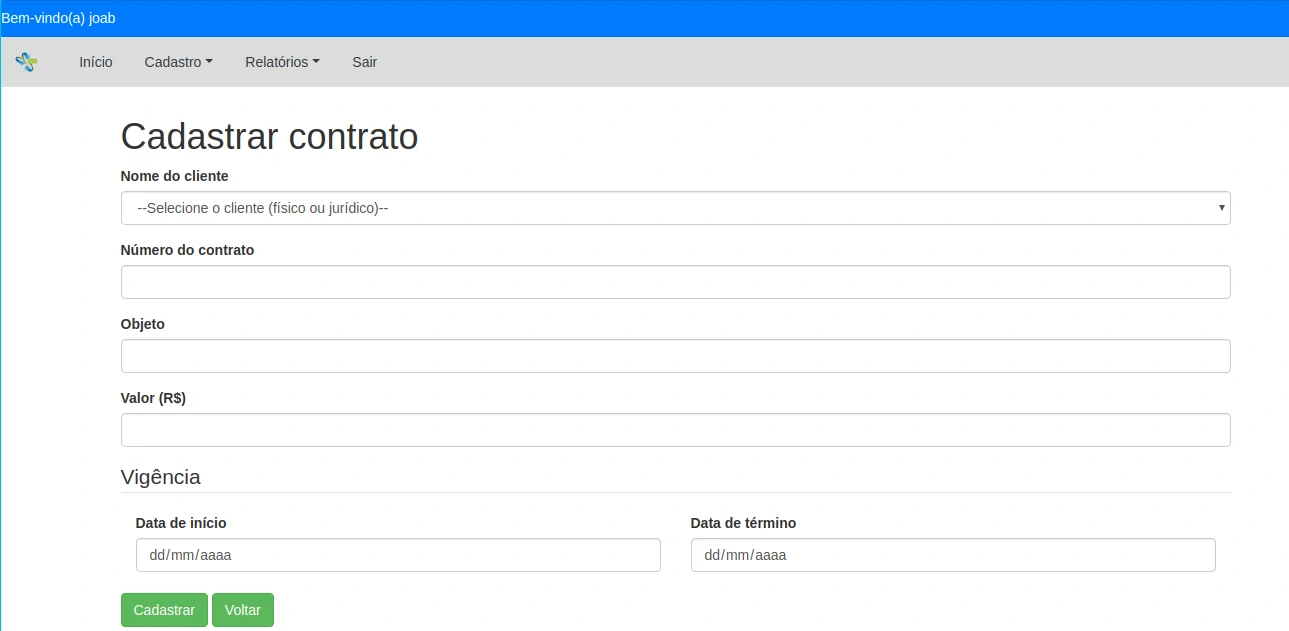 Bem-vindo(a) joab
Início Cadastro Relatórios Sair
Cadastrar contrato
Nome do cliente
--Selecione o cliente (físico ou jurídico)--
Número do contrato
Objeto
Valor (R$)
Vigência
Data de início Data de término
dd/mm/aaaa dd/mm/aaaa
Cadastrar Voltar